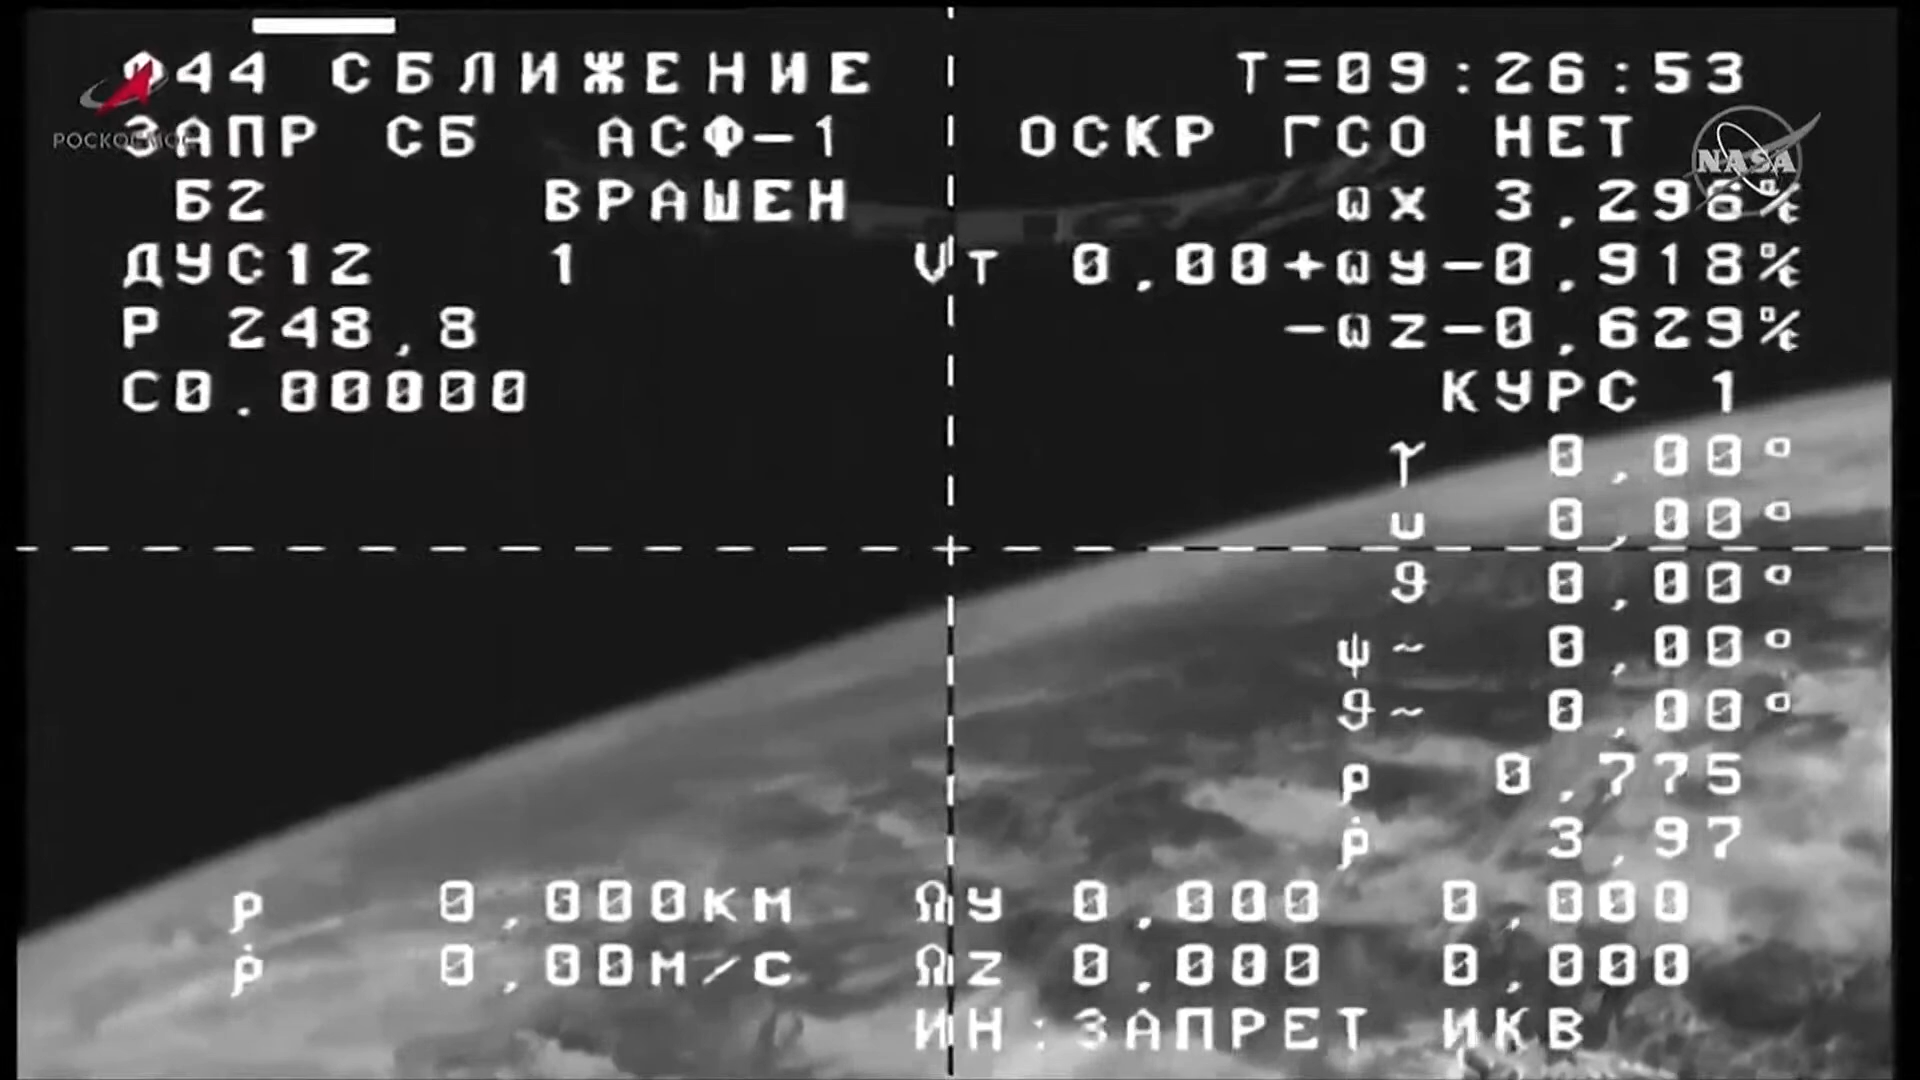 044 СБЛИЖЕНИЕ T=09:26:53
РОСКОСМОС
ЗАПР СБ АСФ-1 ОСКР ГСО НЕТ
NASA
Б2 ВРАШЕН ωX 3,296°/c
ДУС12 1 VT 0,00+ωУ-0,918°/c
Р 248,8 -ωZ-0,629°/c
С0.00000 КУРС 1
γ 0,00°
ш 0,00°
ϑ 0,00°
ψ~ 0,00°
ϑ~ 0,00°
ρ 0,775
ρ̇ 3,97
ρ 0,000КМ ΩУ 0,000 0,000
ρ̇ 0,00М/С ΩZ 0,000 0,000
ИН:ЗАПРЕТ ИКВ